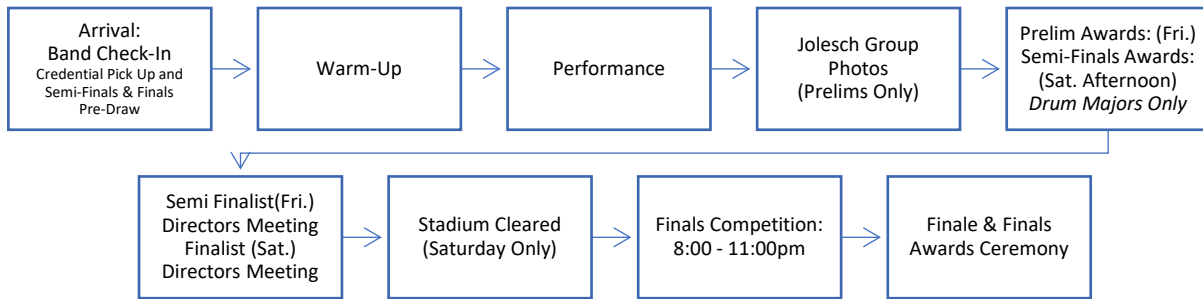 Arrival:
Band Check-In
Credential Pick Up and
Semi-Finals & Finals
Pre-Draw
Warm-Up
Performance
Jolesch Group
Photos
(Prelims Only)
Prelim Awards: (Fri.)
Semi-Finals Awards:
(Sat. Afternoon)
Drum Majors Only
Semi Finalist(Fri.)
Directors Meeting
Finalist (Sat.)
Directors Meeting
Stadium Cleared
(Saturday Only)
Finals Competition:
8:00 - 11:00pm
Finale & Finals
Awards Ceremony